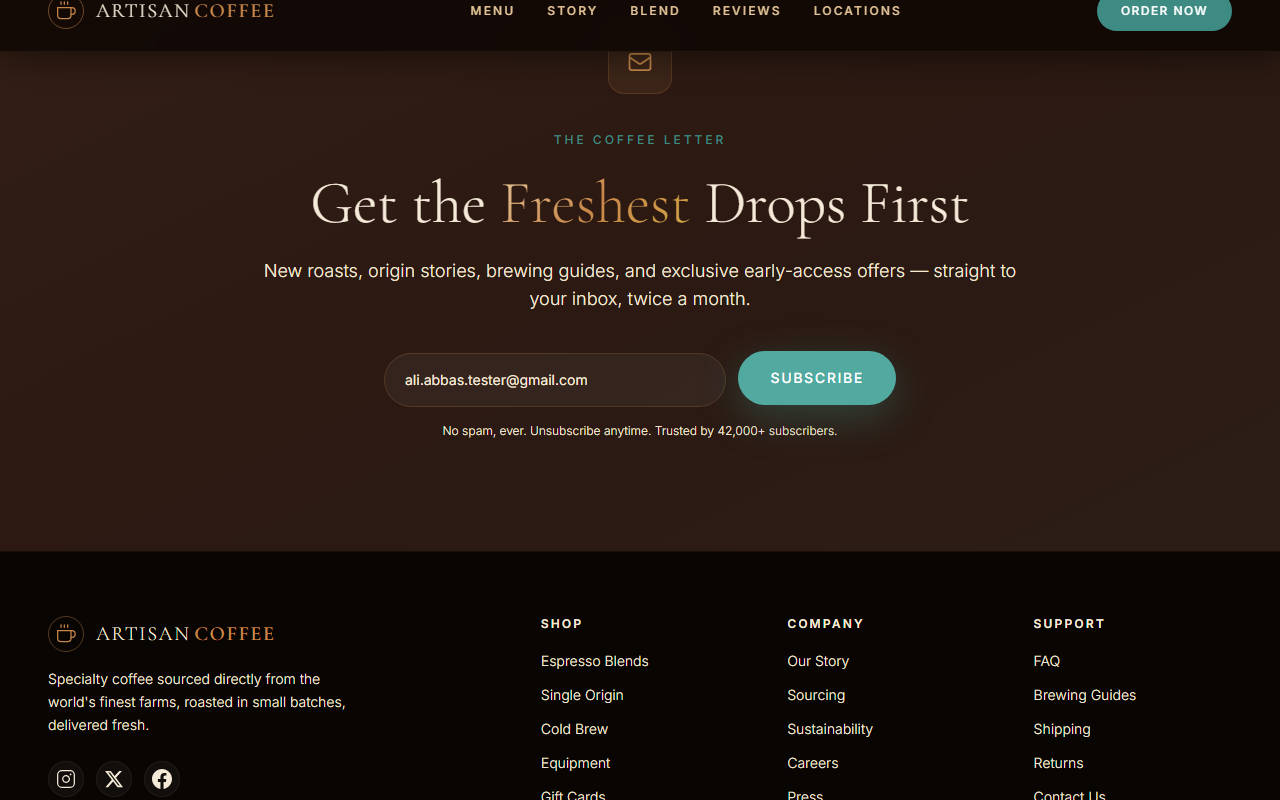 ARTISAN COFFEE
MENU STORY BLEND REVIEWS LOCATIONS
ORDER NOW
THE COFFEE LETTER
Get the Freshest Drops First
New roasts, origin stories, brewing guides, and exclusive early-access offers — straight to
your inbox, twice a month.
ali.abbas.tester@gmail.com
SUBSCRIBE
No spam, ever. Unsubscribe anytime. Trusted by 42,000+ subscribers.
ARTISAN COFFEE
Specialty coffee sourced directly from the
world's finest farms, roasted in small batches,
delivered fresh.
SHOP
Espresso Blends
Single Origin
Cold Brew
Equipment
Gift Cards
COMPANY
Our Story
Sourcing
Sustainability
Careers
Press
SUPPORT
FAQ
Brewing Guides
Shipping
Returns
Contact Us